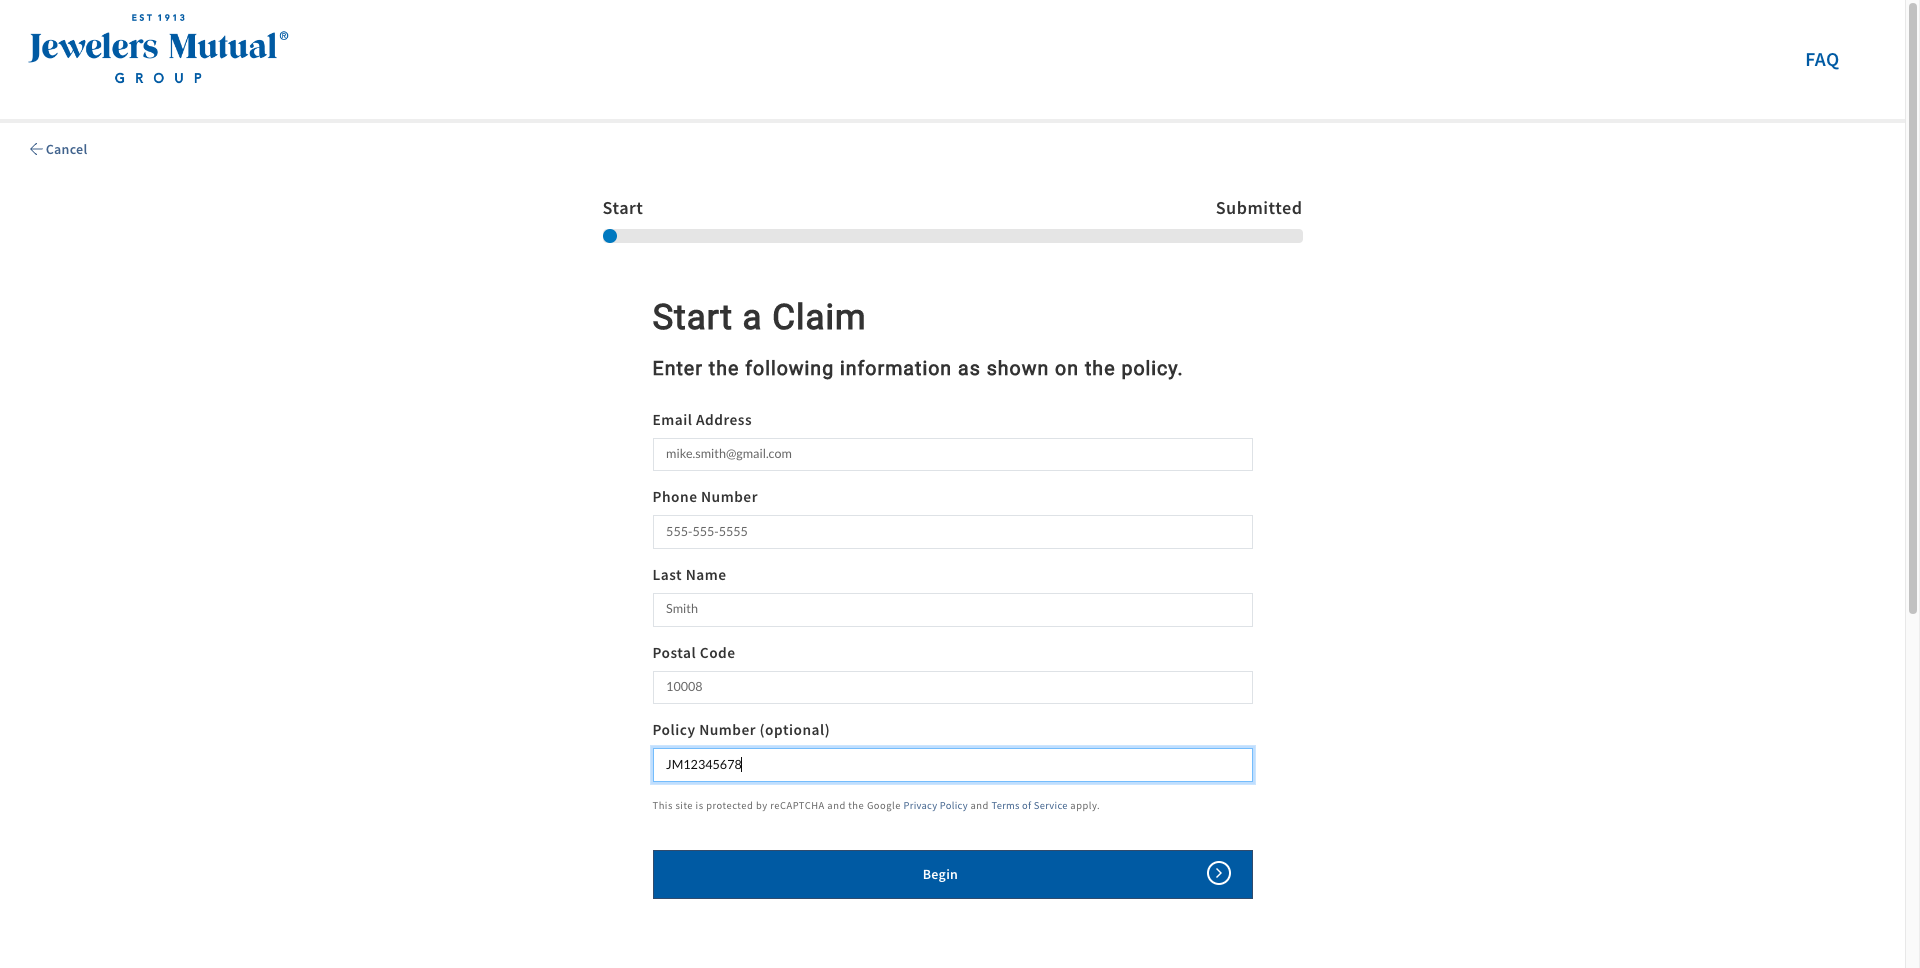 EST 1913
Jewelers Mutual®
GROUP
FAQ
Cancel
Start
Submitted
Start a Claim
Enter the following information as shown on the policy.
Email Address
mike.smith@gmail.com
Phone Number
555-555-5555
Last Name
Smith
Postal Code
10008
Policy Number (optional)
JM12345678
This site is protected by reCAPTCHA and the Google Privacy Policy and Terms of Service apply.
Begin